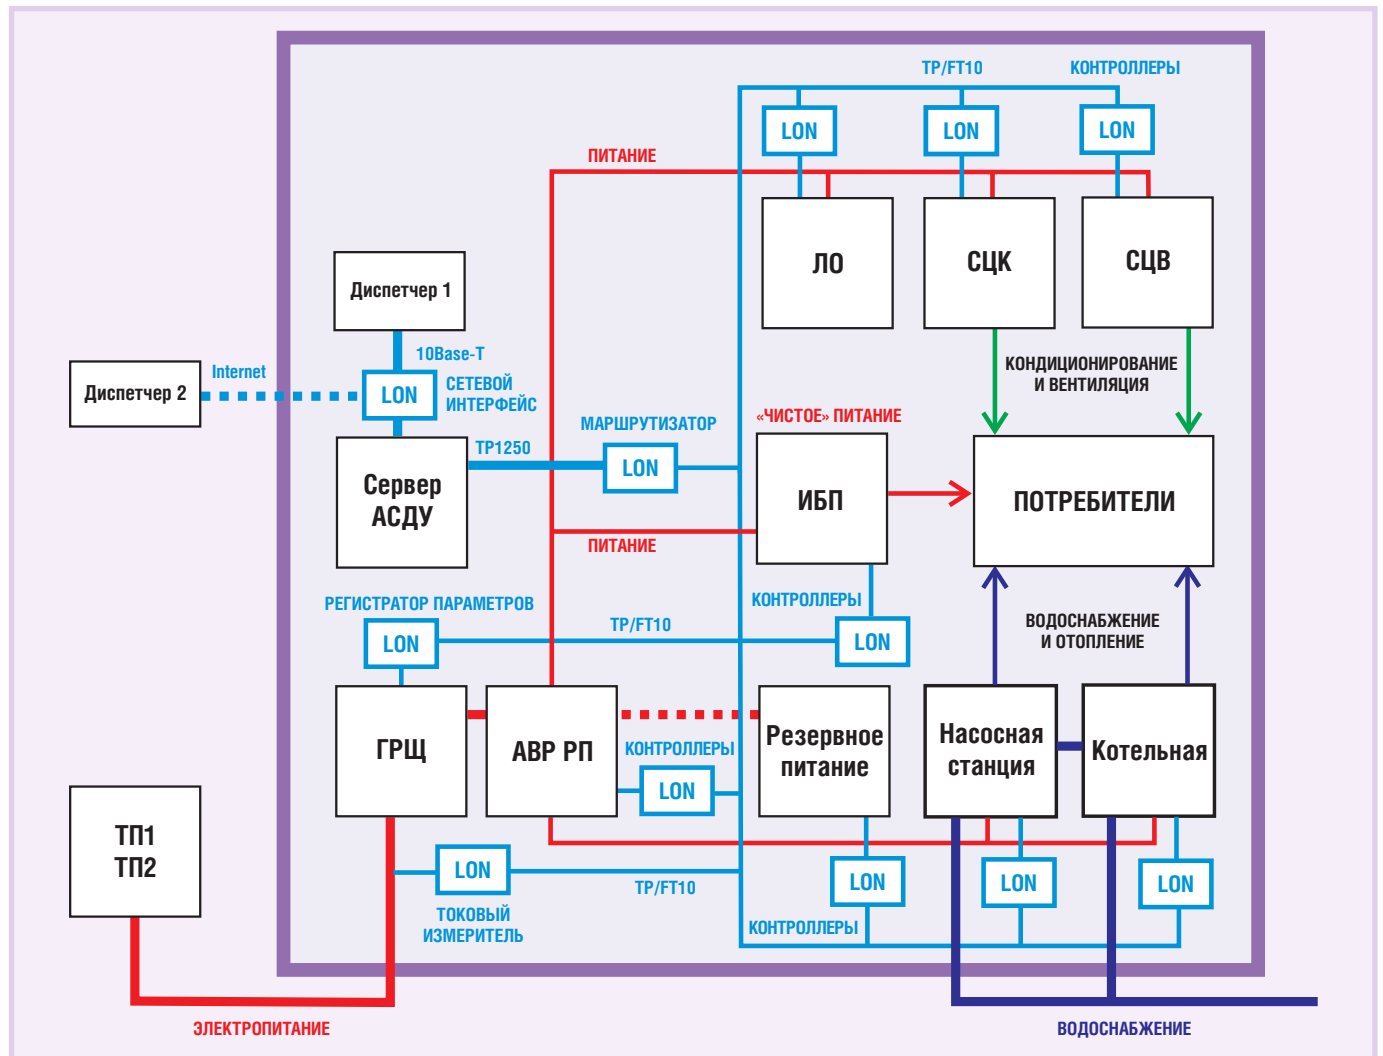 TP/FT10
КОНТРОЛЛЕРЫ
LON
LON
LON
ПИТАНИЕ
ЛО
СЦК
СЦВ
Диспетчер 1
10Base-T
Internet
Диспетчер 2
LON
СЕТЕВОЙ
ИНТЕРФЕЙС
КОНДИЦИОНИРОВАНИЕ
И ВЕНТИЛЯЦИЯ
МАРШРУТИЗАТОР
«ЧИСТОЕ» ПИТАНИЕ
TP1250
LON
Сервер
АСДУ
ИБП
ПОТРЕБИТЕЛИ
ПИТАНИЕ
РЕГИСТРАТОР ПАРАМЕТРОВ
КОНТРОЛЛЕРЫ
LON
TP/FT10
LON
ВОДОСНАБЖЕНИЕ
И ОТОПЛЕНИЕ
ГРЩ
АВР РП
КОНТРОЛЛЕРЫ
LON
Резервное
питание
Насосная
станция
Котельная
ТП1
ТП2
LON
TP/FT10
ТОКОВЫЙ
ИЗМЕРИТЕЛЬ
LON
LON
LON
КОНТРОЛЛЕРЫ
ЭЛЕКТРОПИТАНИЕ
ВОДОСНАБЖЕНИЕ